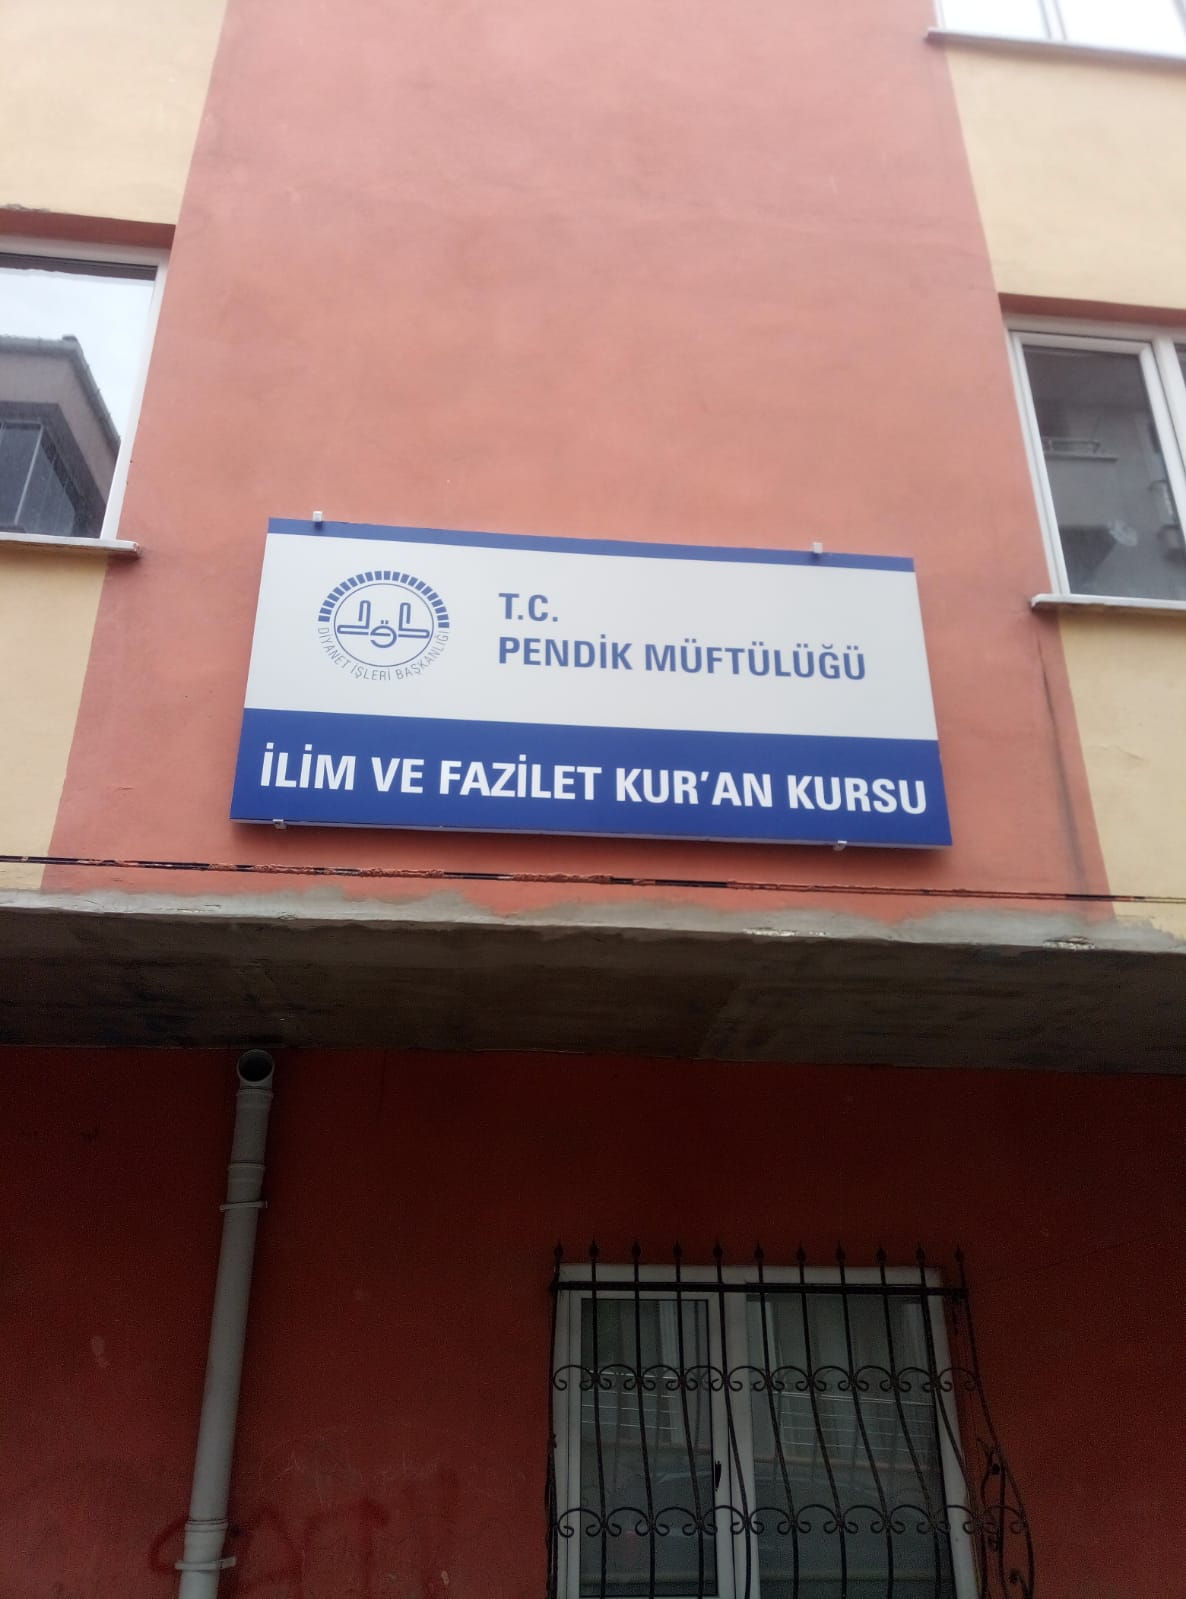 T.C.
PENDİK MÜFTÜLÜĞÜ
DİYANET İŞLERİ BAŞKANLIĞI
İLİM VE FAZİLET KUR'AN KURSU